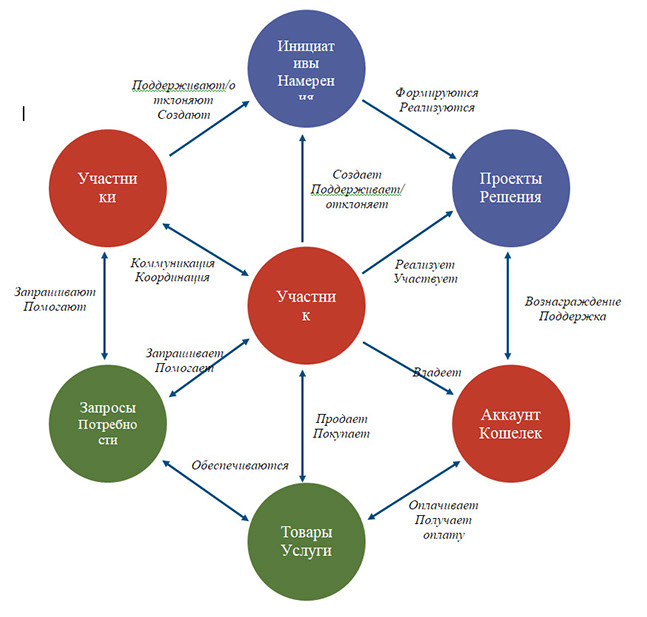 Инициат
ивы
Намерен
ия
Поддерживают/о
тклоняют
Создают
Формируются
Реализуются
Участни
ки
Создает
Поддерживает/
отклоняет
Проекты
Решения
Коммуникация
Координация
Участни
к
Реализует
Участвует
Запрашивают
Помогают
Вознаграждение
Поддержка
Запрашивает
Помогает
Владеет
Запросы
Потребно
сти
Продает
Покупает
Аккаунт
Кошелек
Обеспечиваются
Оплачивает
Получает
оплату
Товары
Услуги